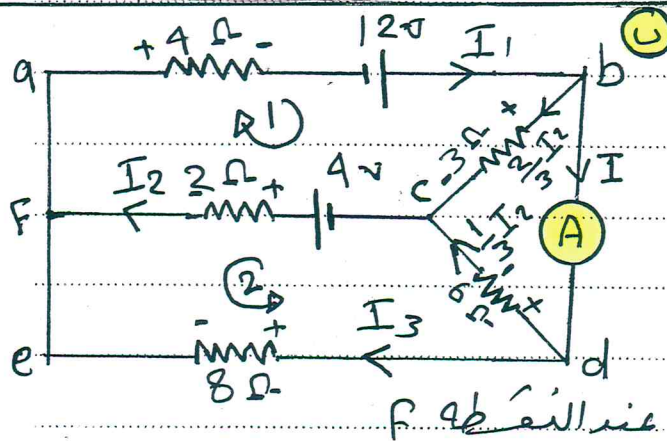 ت
a + 4 Ω - 12 v I1 b
1
3 Ω 2/3 I2 I
F I2 2 Ω + 4 v c A
1/3 I2
6 Ω
2
e - + I3 d
8 Ω
عند النقطة F